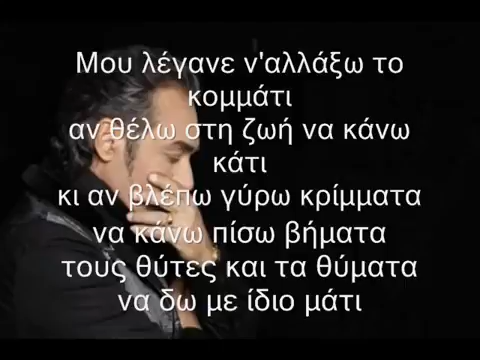 Μου λέγανε ν'αλλάξω το
κομμάτι
αν θέλω στη ζωή να κάνω
κάτι
κι αν βλέπω γύρω κρίμματα
να κάνω πίσω βήματα
τους θύτες και τα θύματα
να δω με ίδιο μάτι